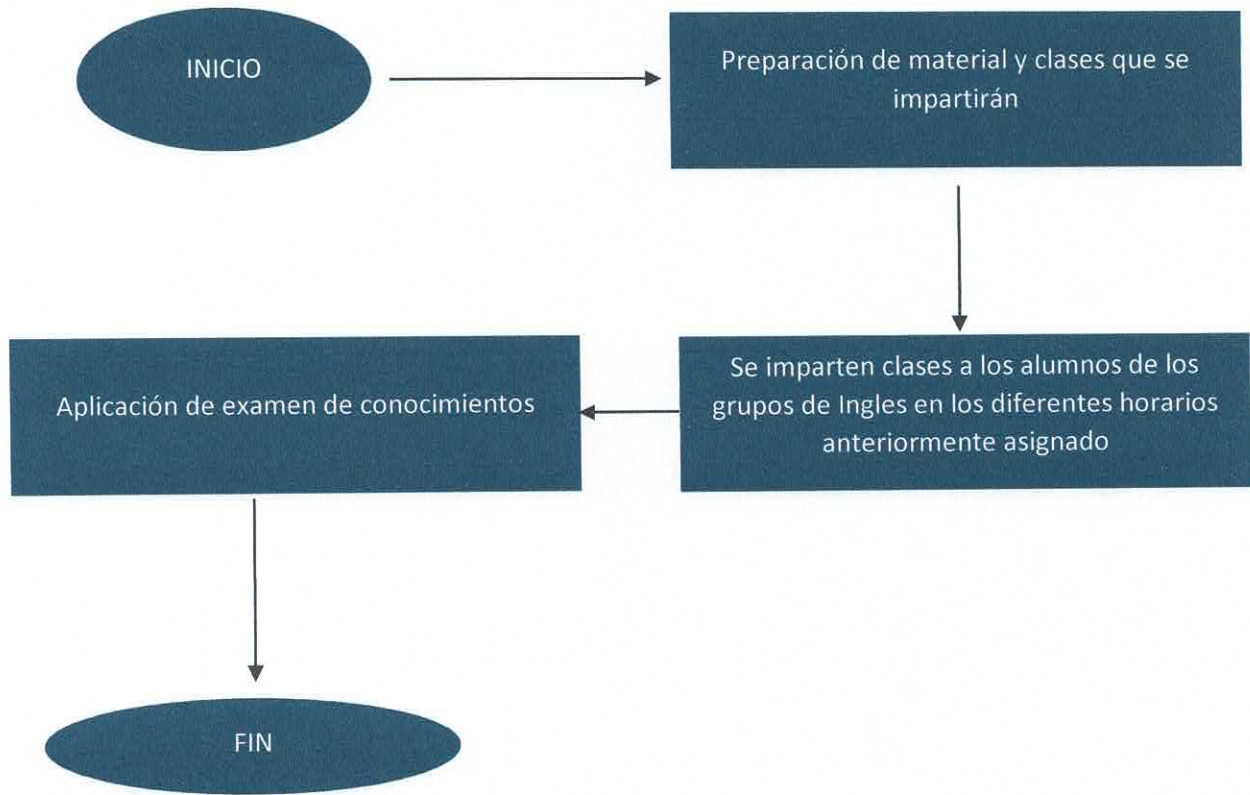 INICIO
Preparación de material y clases que se
impartirán
Se imparten clases a los alumnos de los
grupos de Ingles en los diferentes horarios
anteriormente asignado
Aplicación de examen de conocimientos
FIN